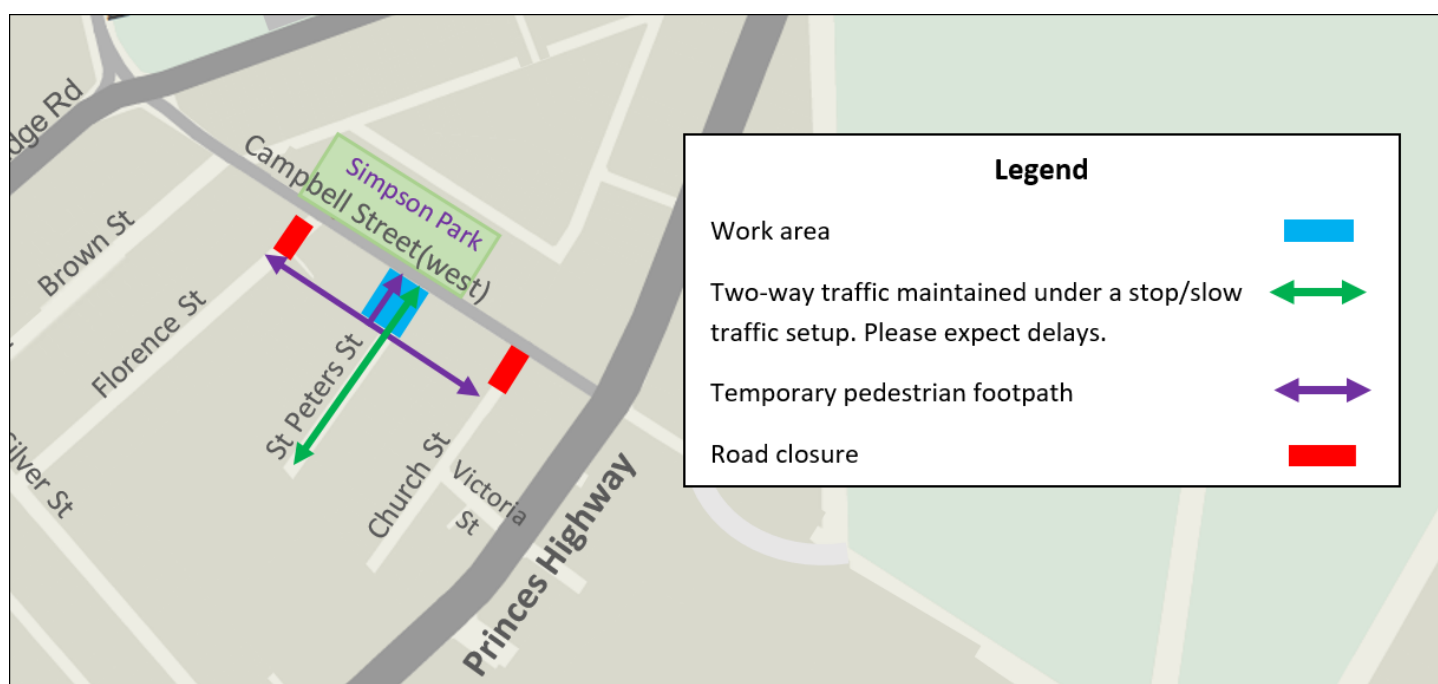 dge Rd
Campbell Street(west)
Simpson Park
Brown St
Florence St
St Peters St
Church St
Victoria
St
ilver St
Princes Highway
Legend
Work area
Two-way traffic maintained under a stop/slow
traffic setup. Please expect delays.
Temporary pedestrian footpath
Road closure